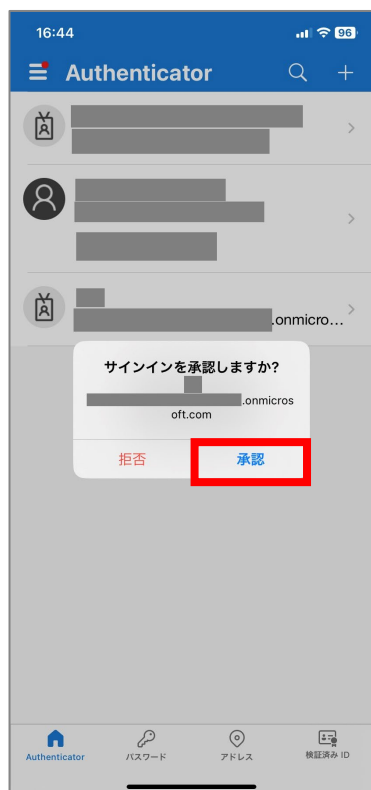 16:44
96
Authenticator
.onmicro...
サインインを承認しますか?
.onmicros
oft.com
拒否
承認
Authenticator
パスワード
アドレス
検証済み ID